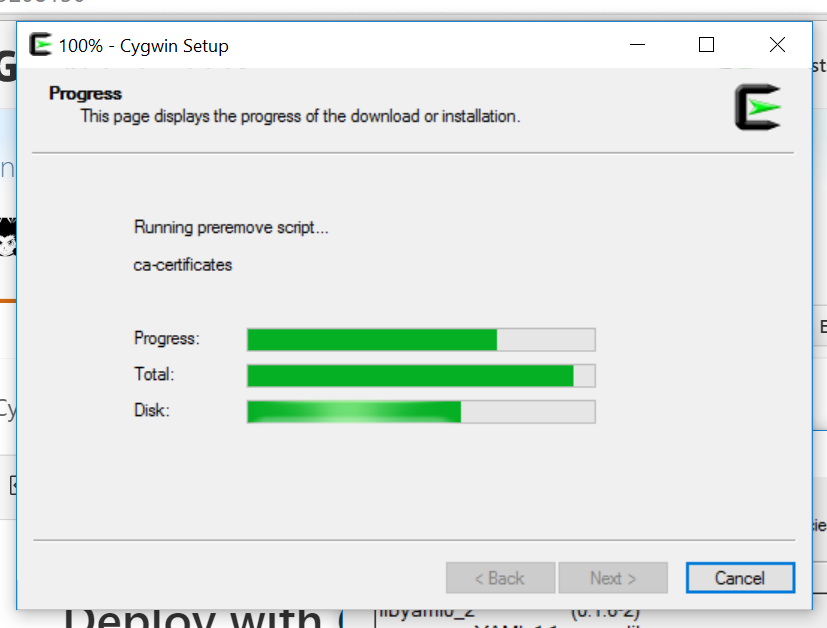 100% - Cygwin Setup
Progress
This page displays the progress of the download or installation.
Running preremove script...
ca-certificates
Progress:
Total:
Disk:
Cy
< Back
Next >
Cancel
Deploy with
libyaml0_2 (0.1.6-2)